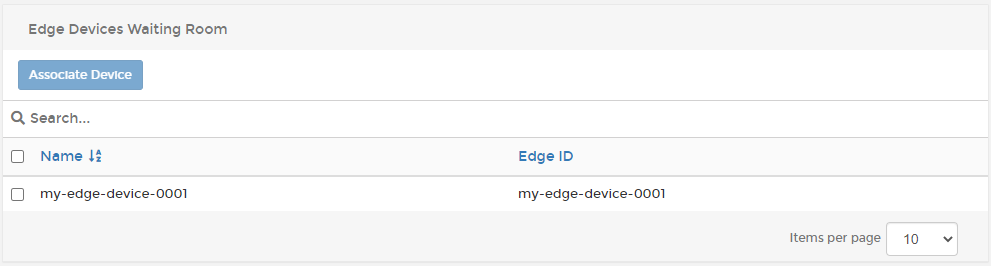 Edge Devices Waiting Room
Associate Device
Search...
Name Edge ID
my-edge-device-0001 my-edge-device-0001
Items per page 10